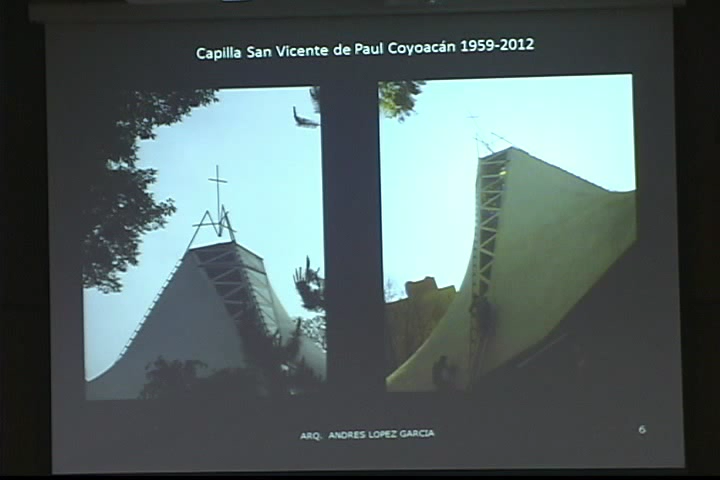 Capilla San Vicente de Paul Coyoacán 1959-2012
ARQ. ANDRES LOPEZ GARCIA
6